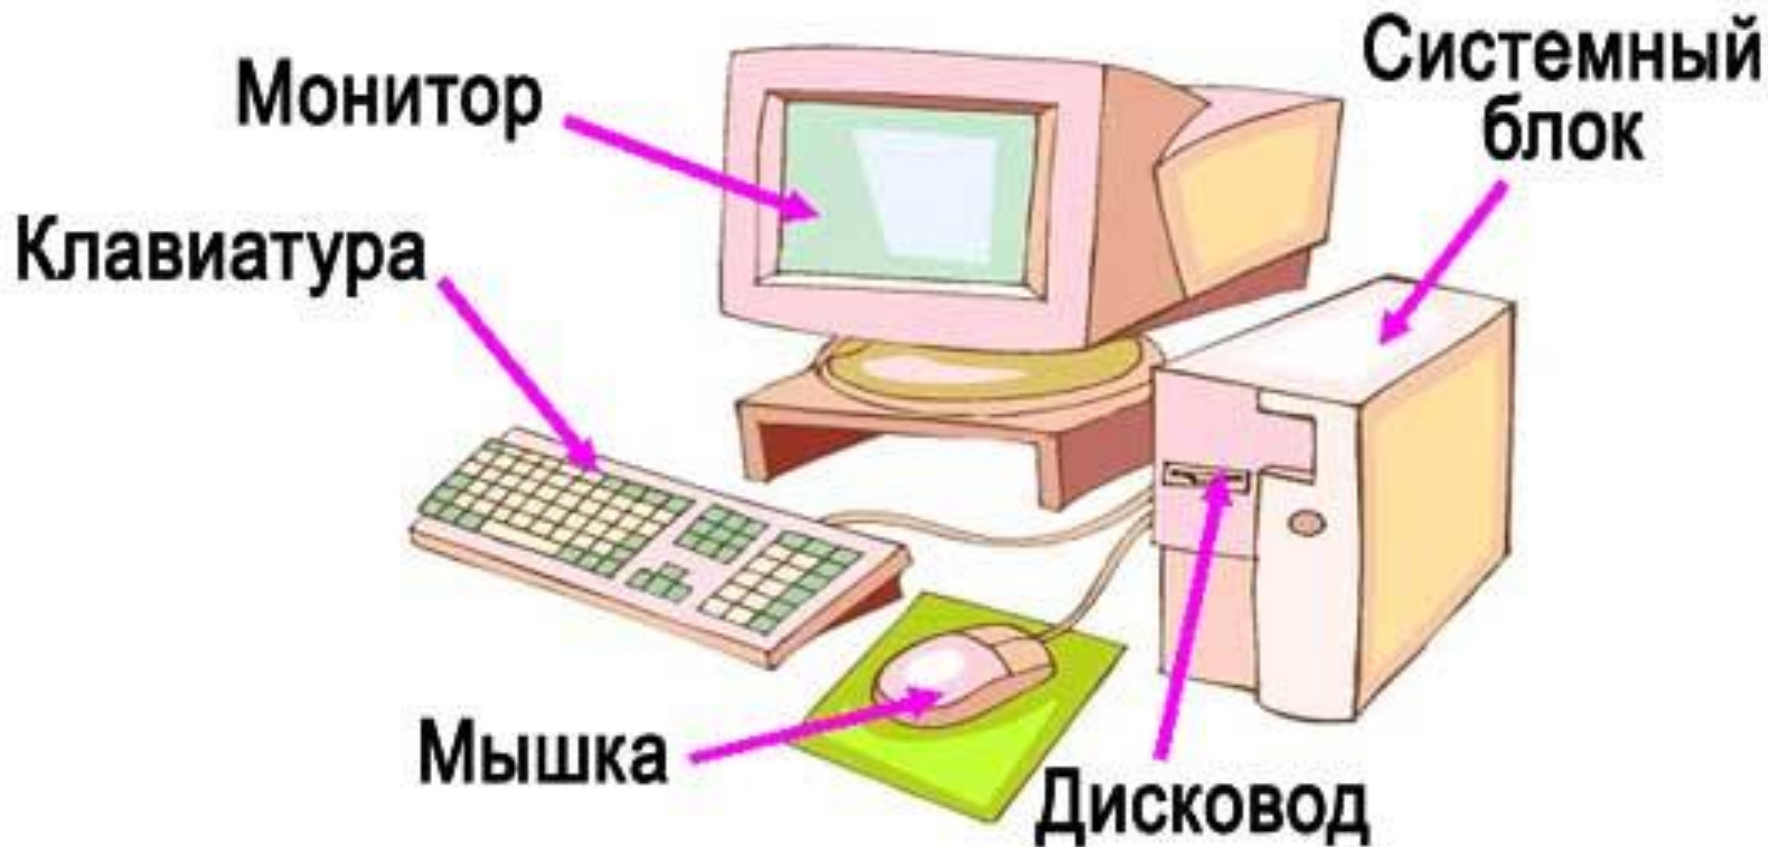 Системный
блок
Монитор
Клавиатура
Мышка
Дисковод